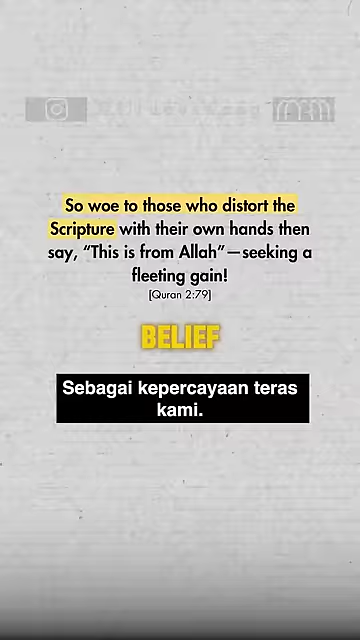 So woe to those who distort the
Scripture with their own hands then
say, “This is from Allah”—seeking a
fleeting gain!
[Quran 2:79]
BELIEF
Sebagai kepercayaan teras
kami.